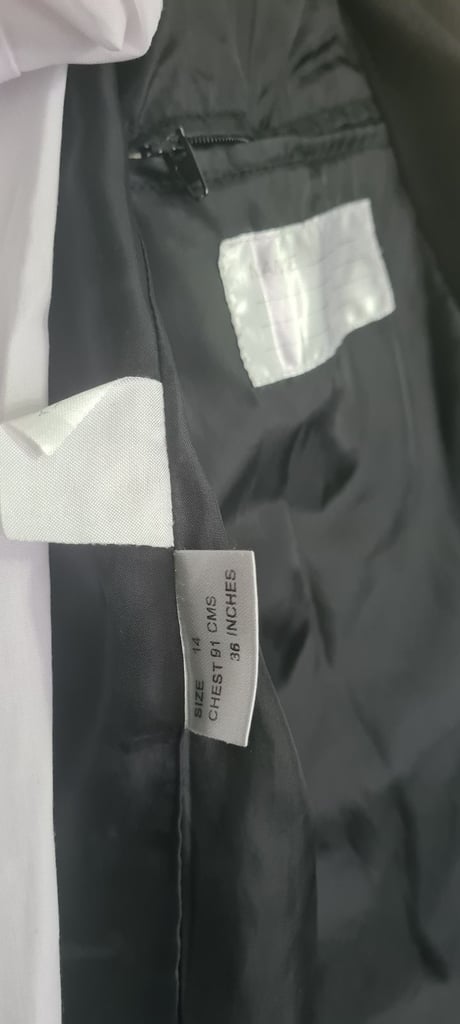 SIZE 14
CHEST 91 CMS
36 INCHES